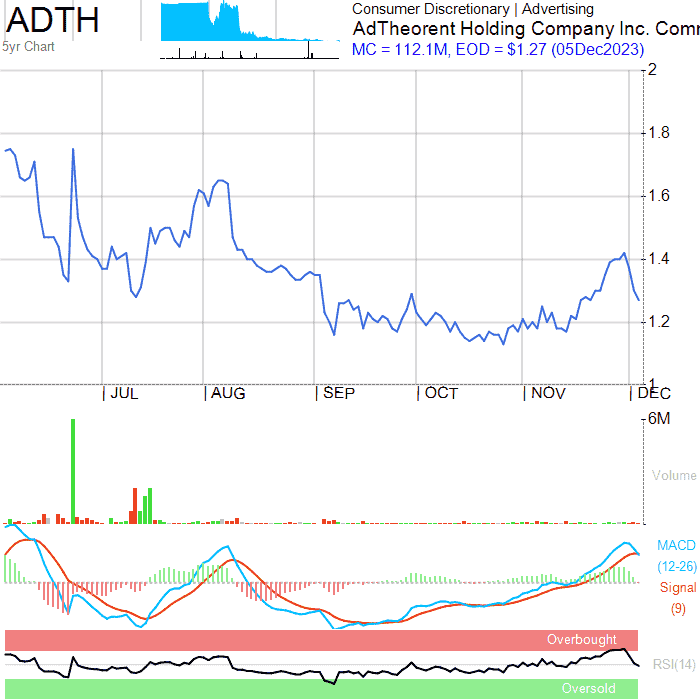 ADTH
5yr Chart
Consumer Discretionary | Advertising
AdTheorent Holding Company Inc. Comm
MC = 112.1M, EOD = $1.27 (05Dec2023)
2
1.8
1.6
1.4
1.2
1
| JUL | AUG | SEP | OCT | NOV | DEC
6M
Volume
MACD
(12-26)
Signal
(9)
Overbought
RSI(14)
Oversold